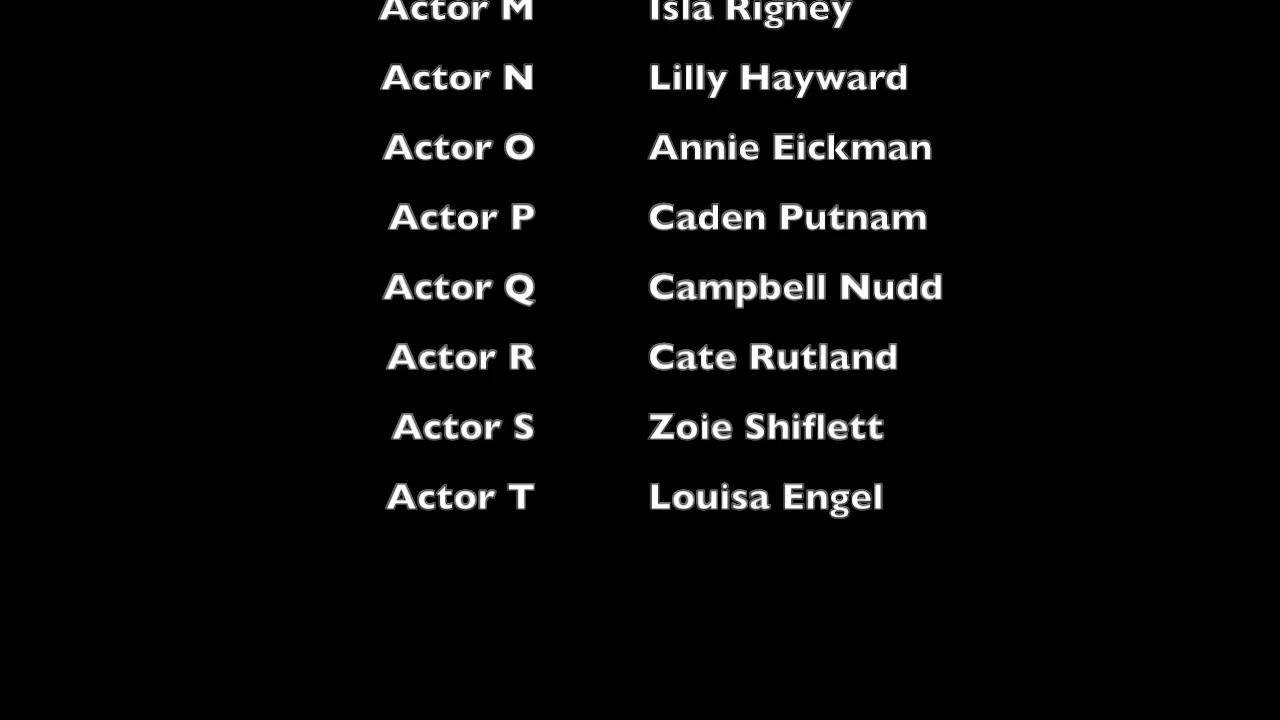 Actor M Isla Rigney
Actor N Lilly Hayward
Actor O Annie Eickman
Actor P Caden Putnam
Actor Q Campbell Nudd
Actor R Cate Rutland
Actor S Zoie Shiflett
Actor T Louisa Engel